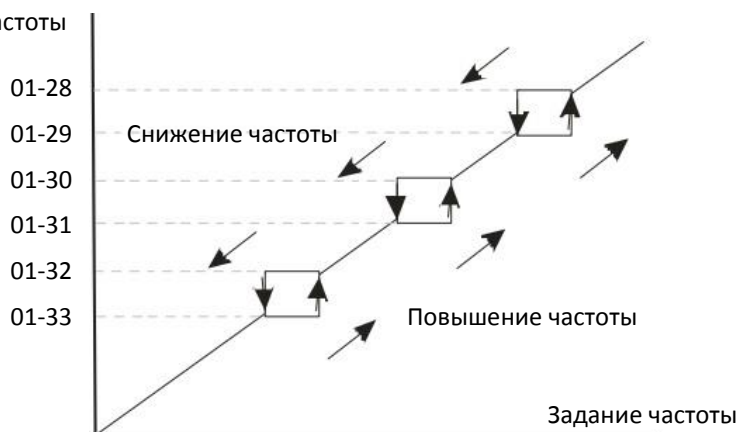 астоты
01-28
01-29
Снижение частоты
01-30
01-31
01-32
01-33
Повышение частоты
Задание частоты